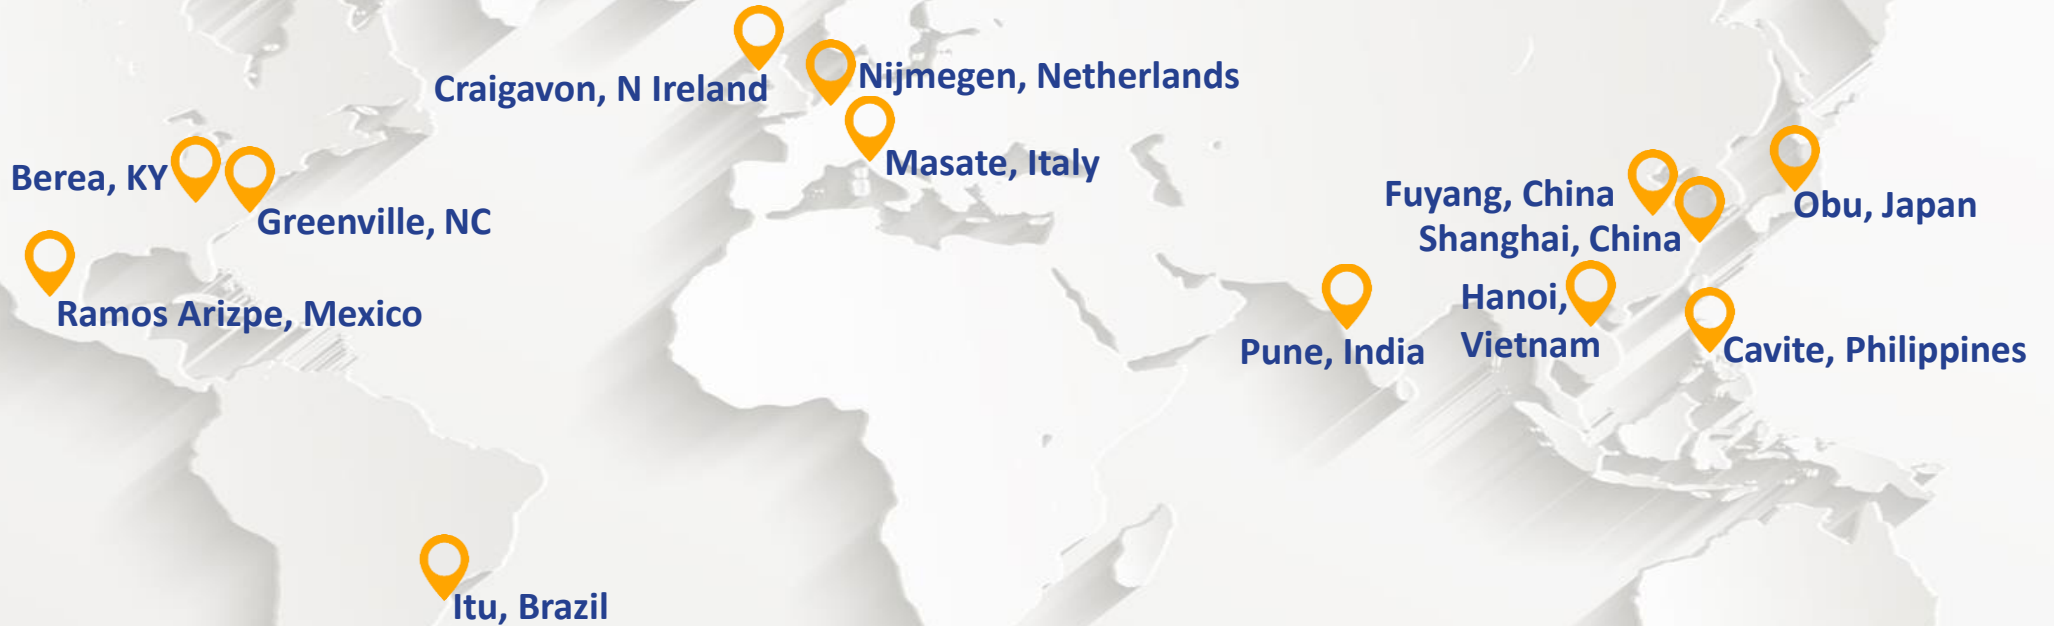 Craigavon, N Ireland
Nijmegen, Netherlands
Masate, Italy
Berea, KY
Greenville, NC
Ramos Arizpe, Mexico
Fuyang, China
Shanghai, China
Obu, Japan
Hanoi,
Vietnam
Pune, India
Cavite, Philippines
Itu, Brazil